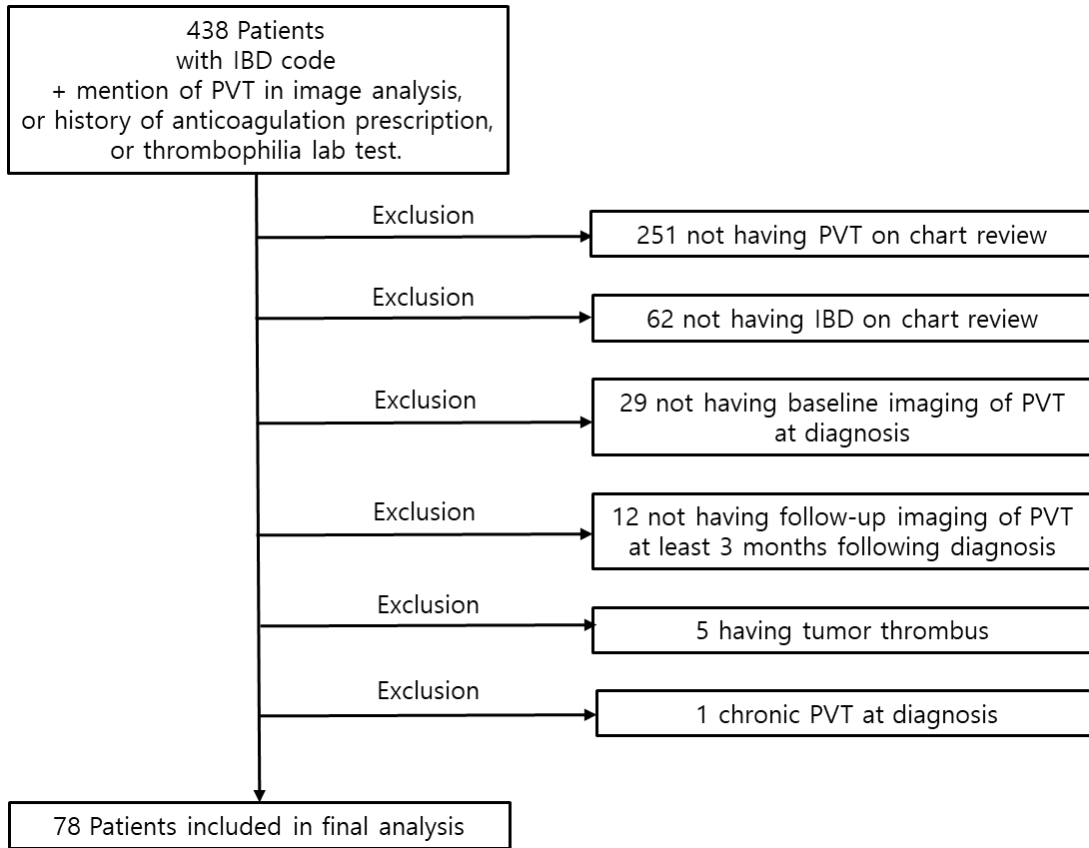 438 Patients
with IBD code
+ mention of PVT in image analysis,
or history of anticoagulation prescription,
or thrombophilia lab test.
Exclusion
251 not having PVT on chart review
Exclusion
62 not having IBD on chart review
Exclusion
29 not having baseline imaging of PVT
at diagnosis
Exclusion
12 not having follow-up imaging of PVT
at least 3 months following diagnosis
Exclusion
5 having tumor thrombus
Exclusion
1 chronic PVT at diagnosis
78 Patients included in final analysis